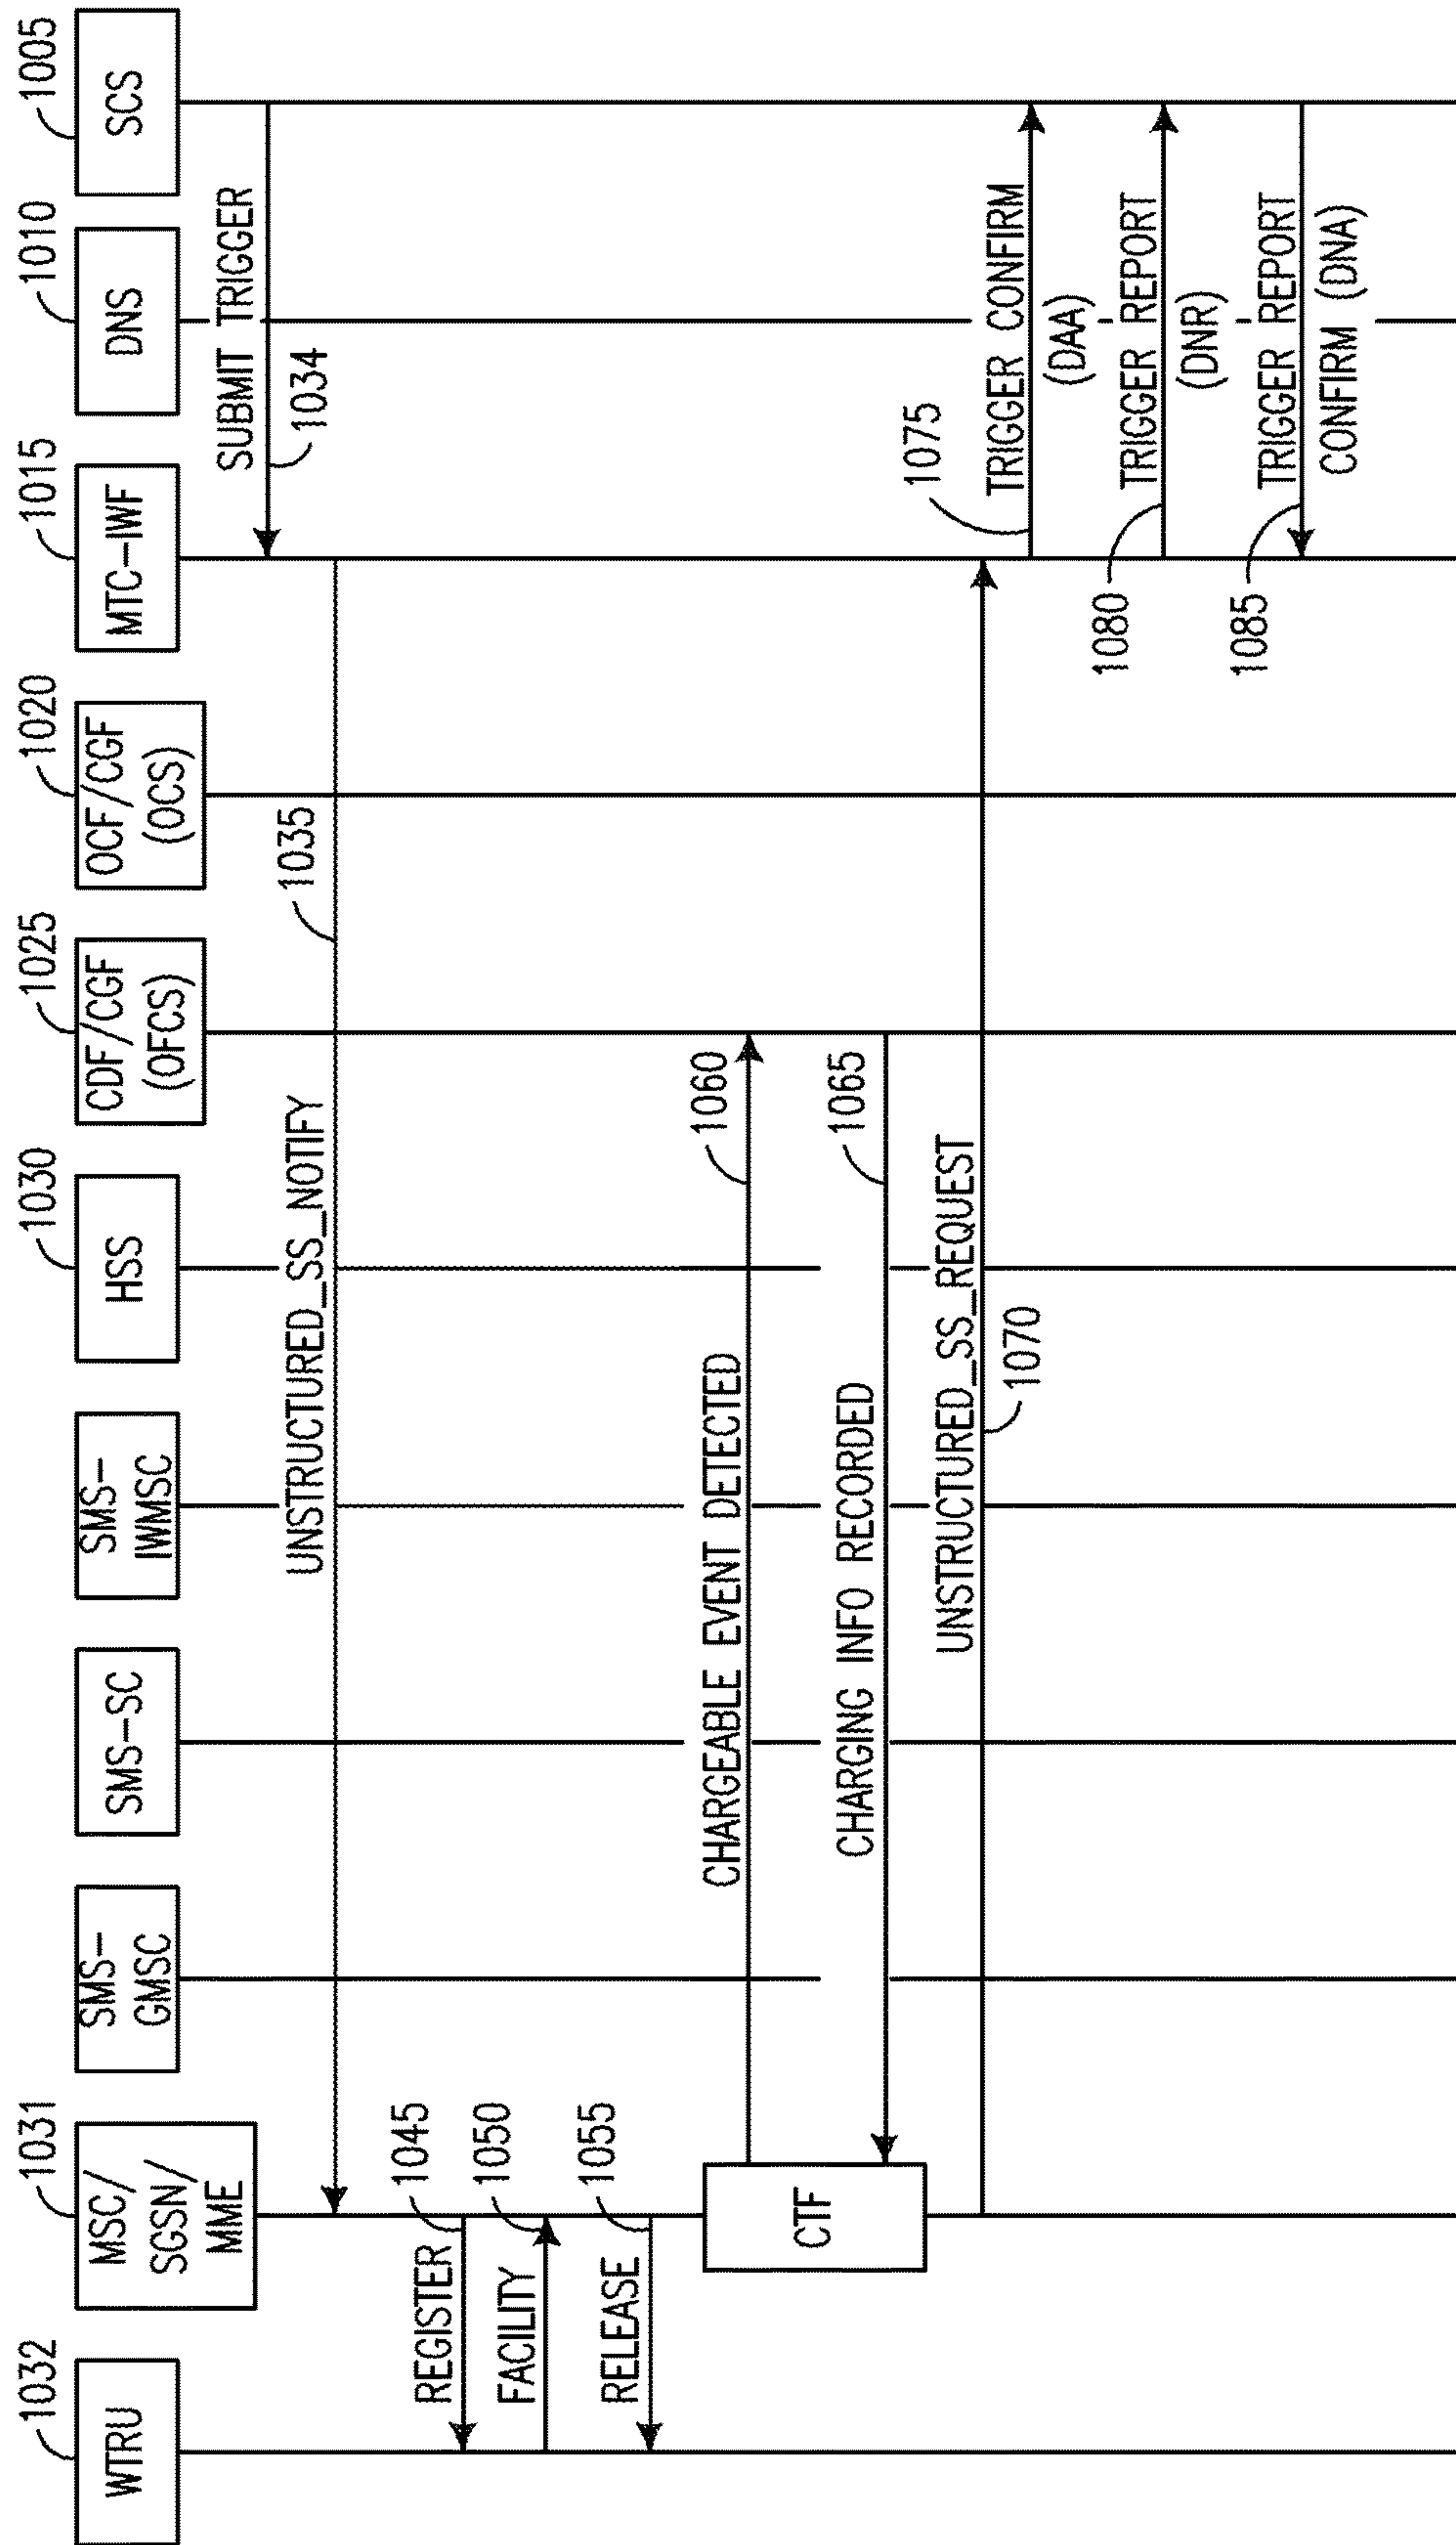 1032
WTRU
1031
MSC/
SGSN/
MME
SMS-
GMSC
SMS-SC
SMS-
IWMSC
1030
HSS
1025
CDF/CGF
(OFCS)
1020
OCF/CGF
(OCS)
1015
MTC-IWF
1010
DNS
1005
SCS
SUBMIT TRIGGER
1034
UNSTRUCTURED_SS_NOTIFY
1035
REGISTER
1045
FACILITY
1050
RELEASE
1055
CTF
CHARGEABLE EVENT DETECTED
1060
CHARGING INFO RECORDED
1065
UNSTRUCTURED_SS_REQUEST
1070
1075
TRIGGER CONFIRM
(DAA)
1080
TRIGGER REPORT
(DNR)
1085
TRIGGER REPORT
CONFIRM (DNA)